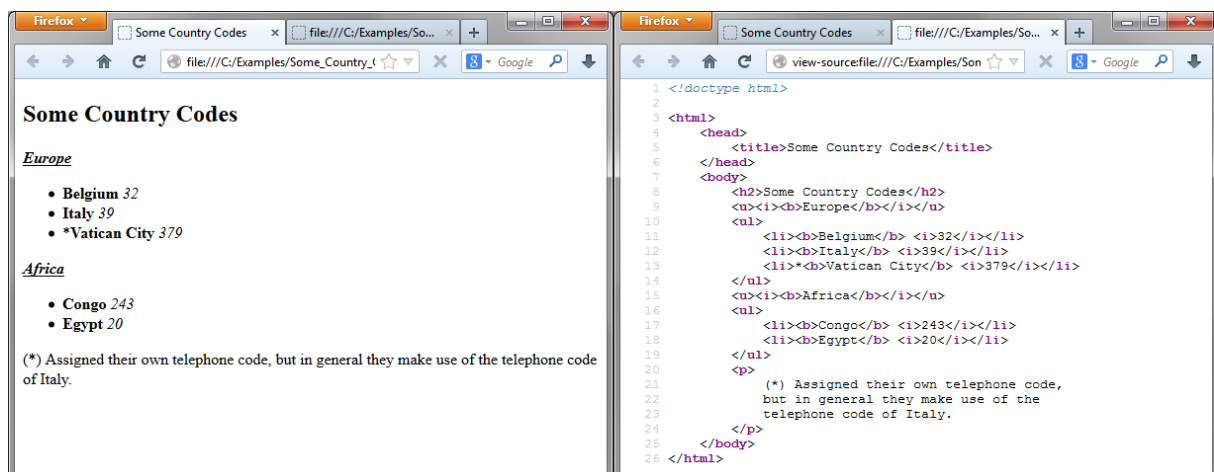 Firefox
Some Country Codes × file:///C:/Examples/So... × +
file:///C:/Examples/Some_Country_( 8 Google
Some Country Codes
Europe
• Belgium 32
• Italy 39
• *Vatican City 379
Africa
• Congo 243
• Egypt 20
(*) Assigned their own telephone code, but in general they make use of the telephone code
of Italy.
Firefox
Some Country Codes × file:///C:/Examples/So... × +
view-source:file:///C:/Examples/Son 8 Google
1 <!doctype html>
2
3 <html>
4 <head>
5 <title>Some Country Codes</title>
6 </head>
7 <body>
8 <h2>Some Country Codes</h2>
9 <u><i><b>Europe</b></i></u>
10 <ul>
11 <li><b>Belgium</b> <i>32</i></li>
12 <li><b>Italy</b> <i>39</i></li>
13 <li>*<b>Vatican City</b> <i>379</i></li>
14 </ul>
15 <u><i><b>Africa</b></i></u>
16 <ul>
17 <li><b>Congo</b> <i>243</i></li>
18 <li><b>Egypt</b> <i>20</i></li>
19 </ul>
20 <p>
21 (*) Assigned their own telephone code,
22 but in general they make use of the
23 telephone code of Italy.
24 </p>
25 </body>
26 </html>